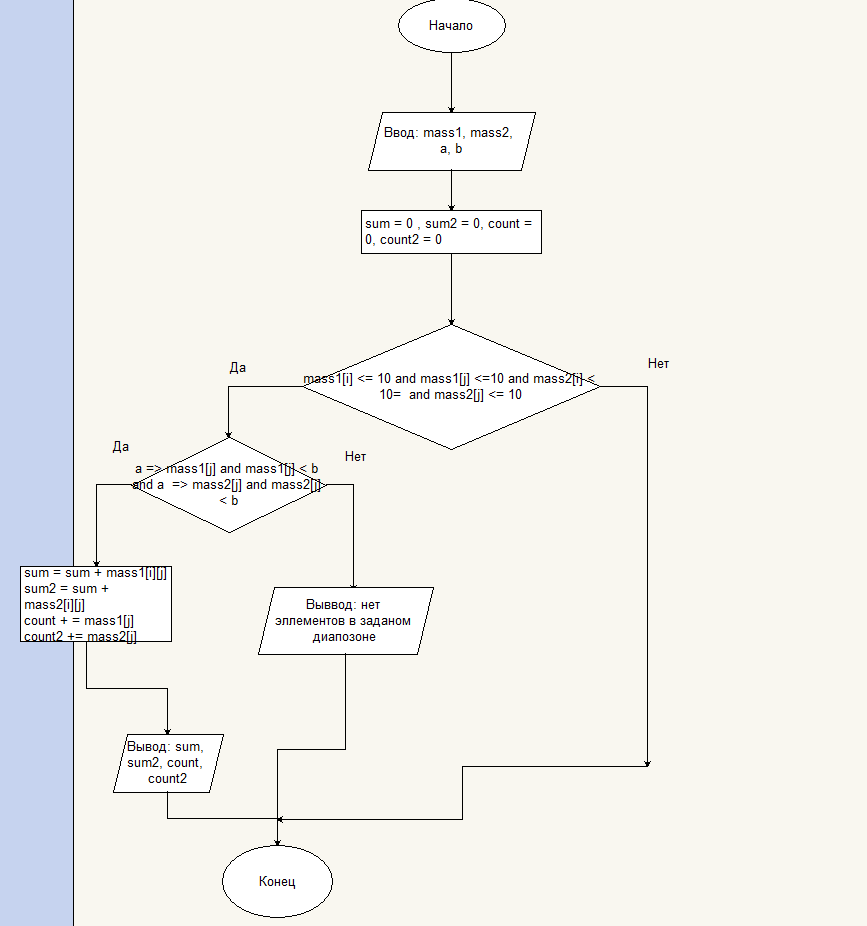 Начало
Ввод: mass1, mass2,
a, b
sum = 0 , sum2 = 0, count =
0, count2 = 0
Да
Нет
mass1[i] <= 10 and mass1[j] <=10 and mass2[i] <
10= and mass2[j] <= 10
Да
Нет
a => mass1[j] and mass1[j] < b
and a => mass2[j] and mass2[j]
< b
sum = sum + mass1[i][j]
sum2 = sum +
mass2[i][j]
count + = mass1[j]
count2 += mass2[j]
Выввод: нет
эллементов в заданом
диапозоне
Вывод: sum,
sum2, count,
count2
Конец